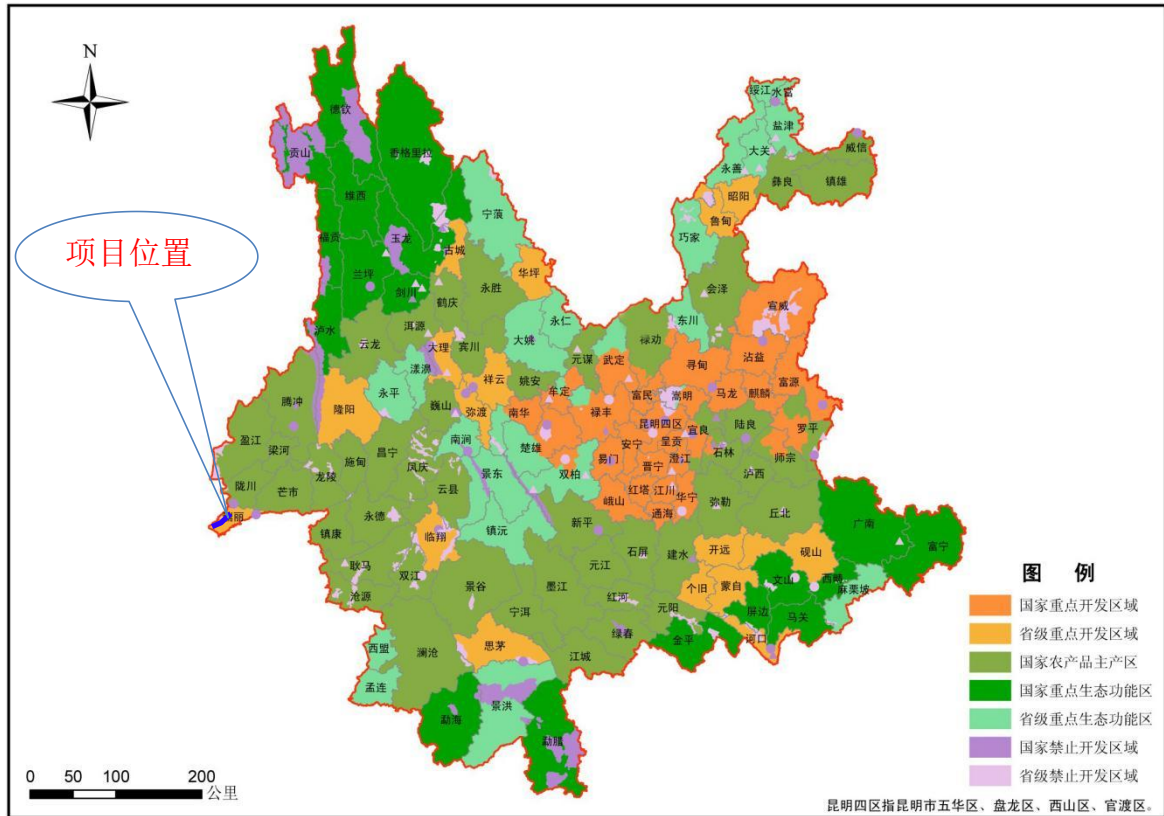 N
项目位置
德钦
贡山
香格里拉
维西
福贡
玉龙
宁蒗
兰坪
古城
华坪
剑川
永胜
鹤庆
泸水
洱源
云龙
大理
宾川
永仁
大姚
漾濞
祥云
姚安
元谋
牟定
永平
巍山
弥渡
南华
隆阳
腾冲
盈江
梁河
龙陵
施甸
昌宁
凤庆
南涧
楚雄
双柏
景东
陇川
芒市
云县
镇沅
永德
镇康
临翔
耿马
双江
沧源
绥江
水富
盐津
大关
永善
威信
彝良
镇雄
昭阳
鲁甸
巧家
会泽
宣威
东川
禄劝
武定
寻甸
沾益
富源
富民
嵩明
马龙
麒麟
禄丰
昆明四区
呈贡
宜良
陆良
罗平
安宁
石林
师宗
易门
晋宁
澄江
泸西
红塔
江川
华宁
峨山
通海
弥勒
丘北
广南
富宁
新平
石屏
建水
开远
砚山
元江
个旧
蒙自
文山
西畴
麻栗坡
景谷
墨江
红河
元阳
屏边
马关
宁洱
绿春
金平
河口
思茅
江城
西盟
澜沧
孟连
勐海
景洪
勐腊
图 例
国家重点开发区域
省级重点开发区域
国家农产品主产区
国家重点生态功能区
省级重点生态功能区
国家禁止开发区域
省级禁止开发区域
0 50 100 200
公里
昆明四区指昆明市五华区、盘龙区、西山区、官渡区。